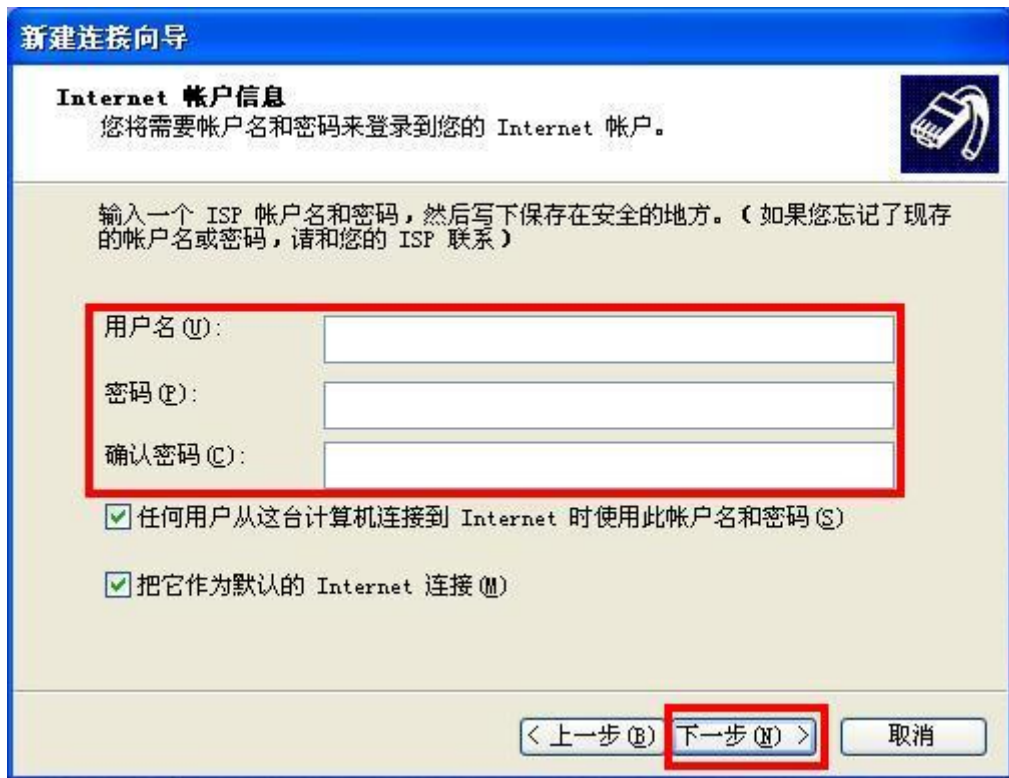 新建连接向导
Internet 帐户信息
您将需要帐户名和密码来登录到您的 Internet 帐户。
输入一个 ISP 帐户名和密码，然后写下保存在安全的地方。（如果您忘记了现存
的帐户名或密码，请和您的 ISP 联系）
用户名(U):
密码(P):
确认密码(C):
任何用户从这台计算机连接到 Internet 时使用此帐户名和密码(S)
把它作为默认的 Internet 连接(M)
< 上一步(B) 下一步(N) > 取消